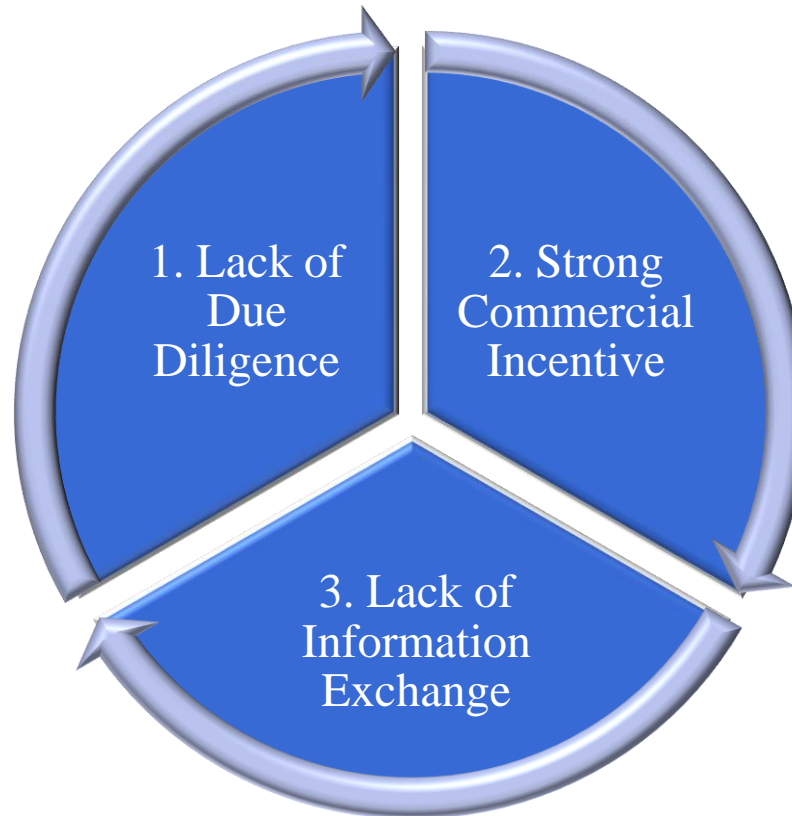 1. Lack of
Due
Diligence
2. Strong
Commercial
Incentive
3. Lack of
Information
Exchange